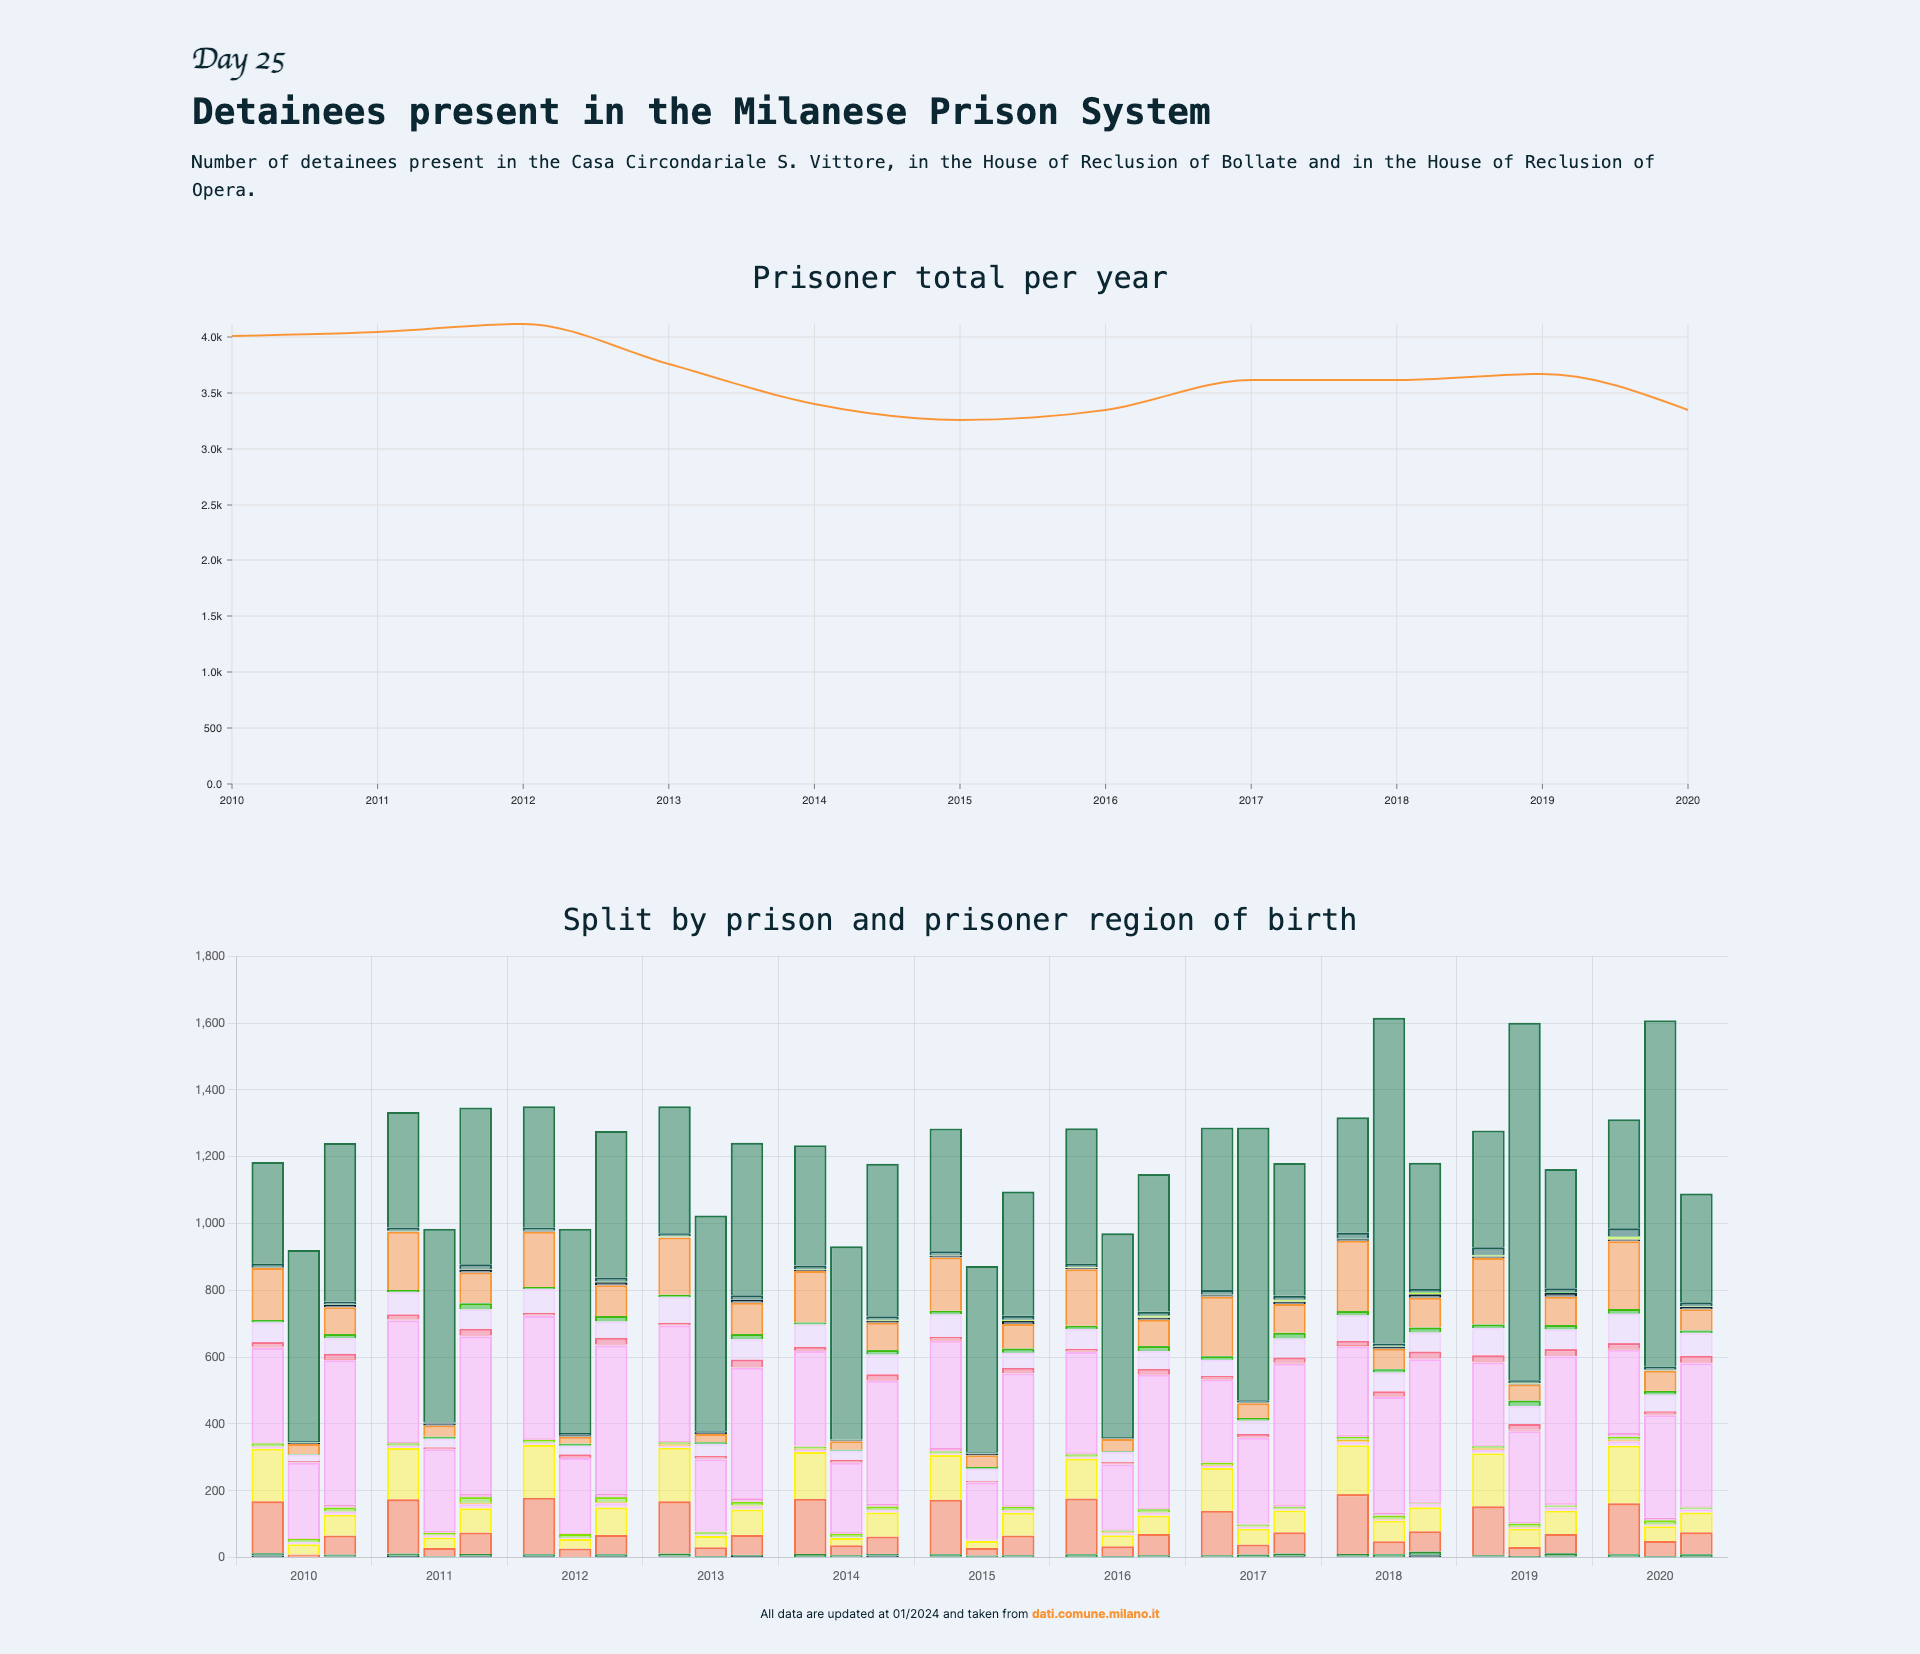 Day 25
Detainees present in the Milanese Prison System
Number of detainees present in the Casa Circondariale S. Vittore, in the House of Reclusion of Bollate and in the House of Reclusion of
Opera.
Prisoner total per year
4.0k
3.5k
3.0k
2.5k
2.0k
1.5k
1.0k
500
0.0
2010 2011 2012 2013 2014 2015 2016 2017 2018 2019 2020
Split by prison and prisoner region of birth
1,800
1,600
1,400
1,200
1,000
800
600
400
200
0
2010 2011 2012 2013 2014 2015 2016 2017 2018 2019 2020
All data are updated at 01/2024 and taken from dati.comune.milano.it